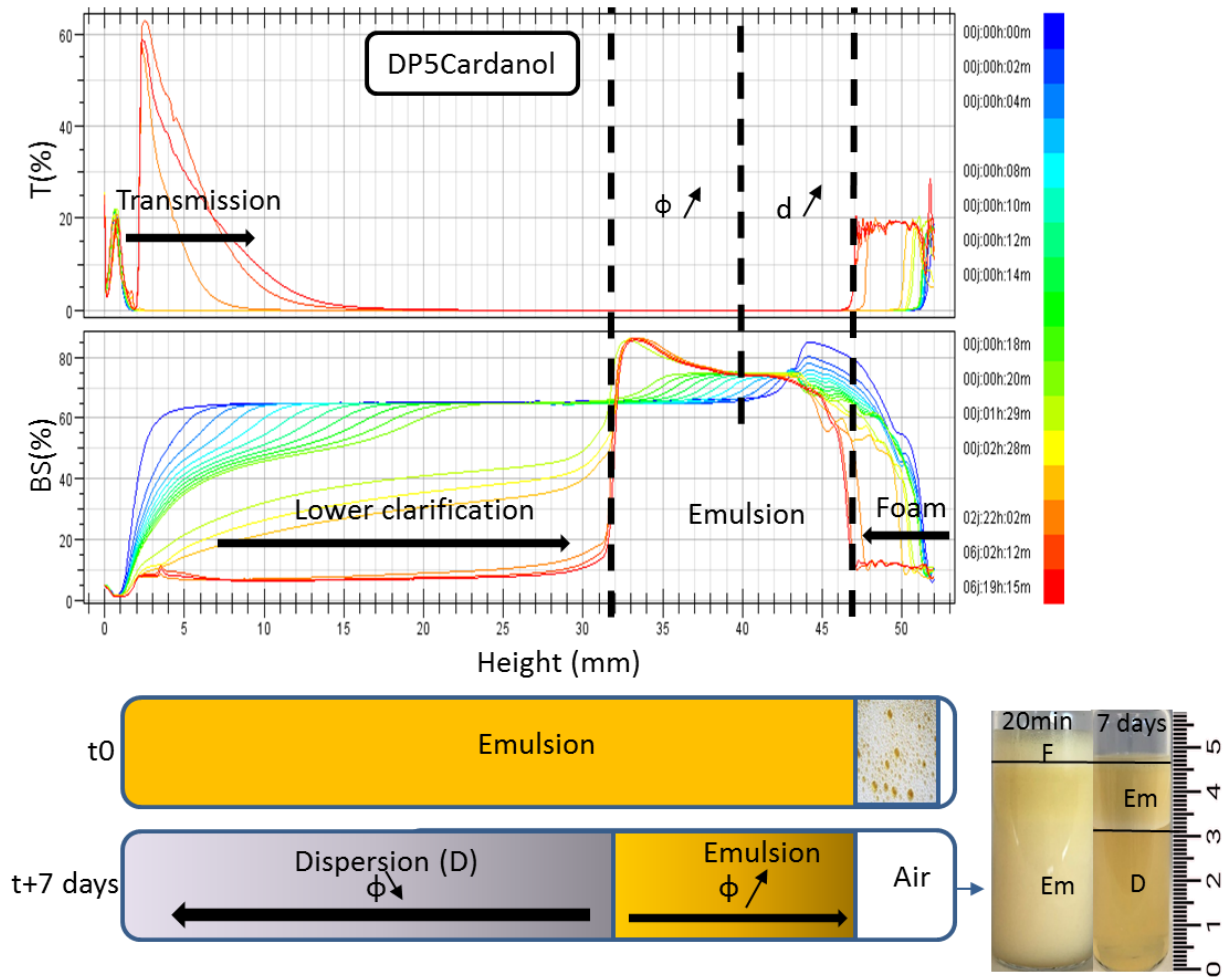 DP5Cardanol
T(%)
60
40
20
0
Transmission
ϕ
d
BS(%)
80
60
40
20
0
Lower clarification
Emulsion
Foam
0 5 10 15 20 25 30 35 40 45 50
Height (mm)
00j:00h:00m
00j:00h:02m
00j:00h:04m
00j:00h:08m
00j:00h:10m
00j:00h:12m
00j:00h:14m
00j:00h:18m
00j:00h:20m
00j:01h:29m
00j:02h:28m
02j:22h:02m
06j:02h:12m
06j:19h:15m
t0
Emulsion
t+7 days
Dispersion (D)
ϕ
Emulsion
ϕ
Air
20min
F
Em
7 days
Em
D
5
4
3
2
1
0